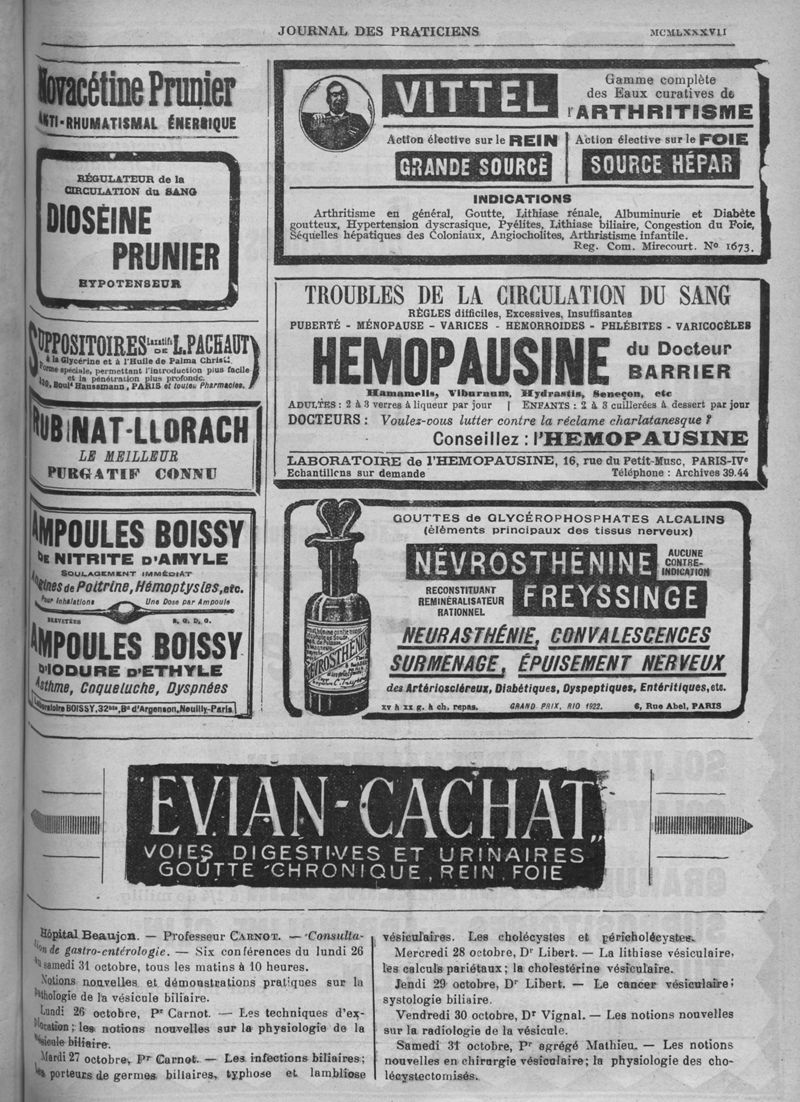 JOURNAL DES PRATICIENS
MCMLXXXVII
Novacétine Prunier
ANTI-RHUMATISMAL ÉNERGIQUE
RÉGULATEUR de la
CIRCULATION du SANG
DIOSÉINE
PRUNIER
HYPOTENSEUR
SUPPOSITOIRES Laxatifs DE L. PACHAUT
à la Glycérine et à l'Huile de Palma Christi.
Forme spéciale, permettant l'introduction plus facile
et la pénétration plus profonde.
130, Boul^d Haussmann, PARIS et toutes Pharmacies.
RUBINAT-LLORACH
LE MEILLEUR
PURGATIF CONNU
AMPOULES BOISSY
DE NITRITE D'AMYLE
SOULAGEMENT IMMÉDIAT
Angines de Poitrine, Hémoptysies, etc.
Pour Inhalations
Une Dose par Ampoule
BREVETÉES
S. G. D. G.
AMPOULES BOISSY
D'IODURE D'ETHYLE
Asthme, Coqueluche, Dyspnées
Laboratoire BOISSY, 32bis, Bd d'Argenson, Neuilly-Paris
VITTEL
Gamme complète
des Eaux curatives de
l'ARTHRITISME
Action élective sur le REIN
GRANDE SOURCE
Action élective sur le FOIE
SOURCE HÉPAR
INDICATIONS
Arthritisme en général, Goutte, Lithiase rénale, Albuminurie et Diabète
goutteux, Hypertension dyscrasique, Pyélites, Lithiase biliaire, Congestion du Foie,
Séquelles hépatiques des Coloniaux, Angiocholites, Arthristisme infantile.
Reg. Com. Mirecourt. No 1673.
TROUBLES DE LA CIRCULATION DU SANG
RÈGLES difficiles, Excessives, Insuffisantes
PUBERTÉ - MÉNOPAUSE - VARICES - HEMORROIDES - PHLÉBITES - VARICOCÈLES
HEMOPAUSINE du Docteur
BARRIER
Hamamelis, Viburnum, Hydrastis, Seneçon, etc
ADULTES : 2 à 3 verres à liqueur par jour | ENFANTS : 2 à 3 cuillerées à dessert par jour
DOCTEURS : Voulez-vous lutter contre la réclame charlatanesque ?
Conseillez : l'HEMOPAUSINE
LABORATOIRE de l'HEMOPAUSINE, 16, rue du Petit-Musc, PARIS-IVe
Echantillons sur demande
Téléphone : Archives 39.44
GOUTTES de GLYCÉROPHOSPHATES ALCALINS
(éléments principaux des tissus nerveux)
NÉVROSTHÉNINE
AUCUNE
CONTRE-
INDICATION
RECONSTITUANT
REMINÉRALISATEUR
RATIONNEL
FREYSSINGE
NEURASTHÉNIE, CONVALESCENCES
SURMENAGE, ÉPUISEMENT NERVEUX
des Artérioscléreux, Diabétiques, Dyspeptiques, Entéritiques, etc.
XV à XX g. à ch. repas.
GRAND PRIX, RIO 1922.
6, Rue Abel, PARIS
NEVROSTHÉNINE
"EVIAN-CACHAT"
VOIES DIGESTIVES ET URINAIRES
GOUTTE CHRONIQUE, REIN, FOIE
Hôpital Beaujon. — Professeur CARNOT. — Consulta-
tion de gastro-entérologie. — Six conférences du lundi 26
au samedi 31 octobre, tous les matins à 10 heures.
Notions nouvelles et démonstrations pratiques sur la
pathologie de la vésicule biliaire.
Lundi 26 octobre, Pr Carnot. — Les techniques d'ex-
ploration ; les notions nouvelles sur la physiologie de la
vésicule biliaire.
Mardi 27 octobre, Pr Carnot. — Les infections biliaires ;
les porteurs de germes biliaires, typhose et lambliose
vésiculaires. Les cholécystes et péricholécystes.
Mercredi 28 octobre, Dr Libert. — La lithiase vésiculaire,
les calculs pariétaux ; la cholestérine vésiculaire.
Jendi 29 octobre, Dr Libert. — Le cancer vésiculaire ;
systologie biliaire.
Vendredi 30 octobre, Dr Vignal. — Les notions nouvelles
sur la radiologie de la vésicule.
Samedi 31 octobre, Pr agrégé Mathieu. — Les notions
nouvelles en chirurgie vésiculaire ; la physiologie des cho-
lécystectomisés.